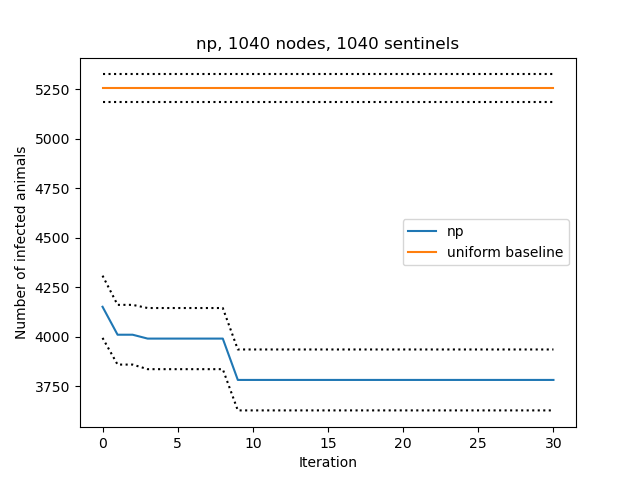 np, 1040 nodes, 1040 sentinels
Number of infected animals
5250
5000
4750
4500
4250
4000
3750
np
uniform baseline
0 5 10 15 20 25 30
Iteration